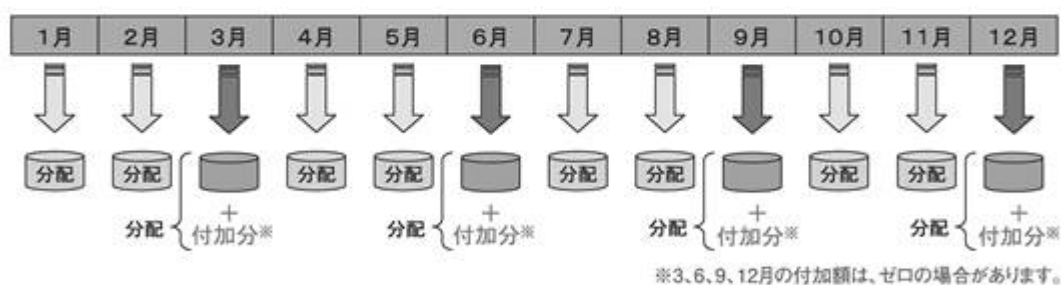 1月 2月 3月 4月 5月 6月 7月 8月 9月 10月 11月 12月
分配 分配 分配 分配 分配 分配 分配 分配
分配 + 付加分※ 分配 + 付加分※ 分配 + 付加分※ 分配 + 付加分※
※3、6、9、12月の付加額は、ゼロの場合があります。